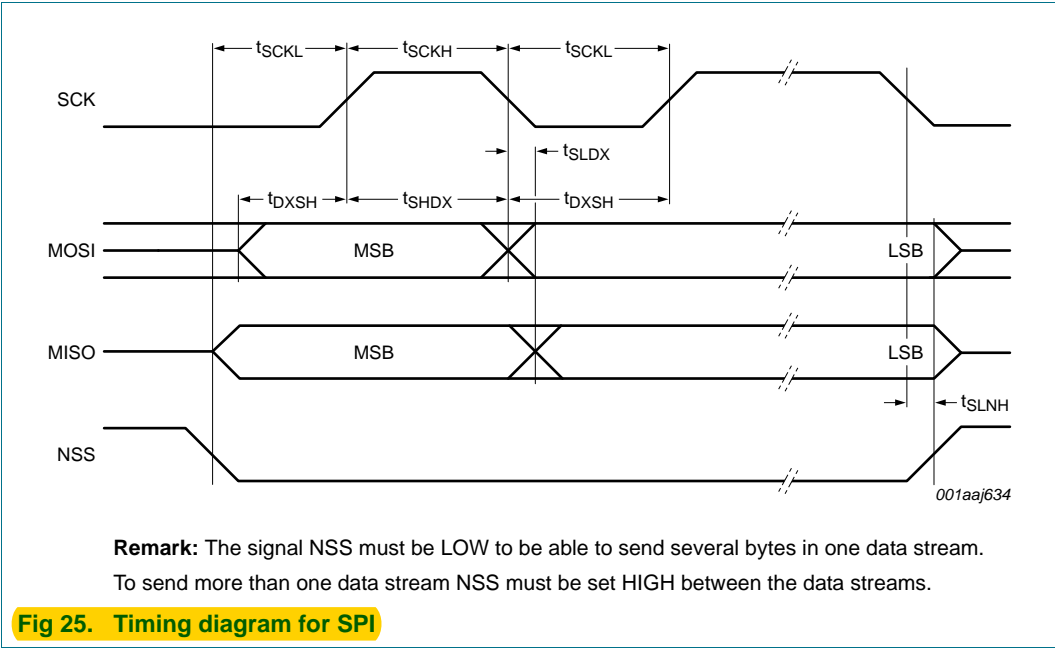 tSCKL tSCKH tSCKL
SCK
tSLDX
tDXSH tSHDX tDXSH
MOSI MSB LSB
MISO MSB LSB
tSLNH
NSS
001aaj634
Remark: The signal NSS must be LOW to be able to send several bytes in one data stream.
To send more than one data stream NSS must be set HIGH between the data streams.
Fig 25. Timing diagram for SPI